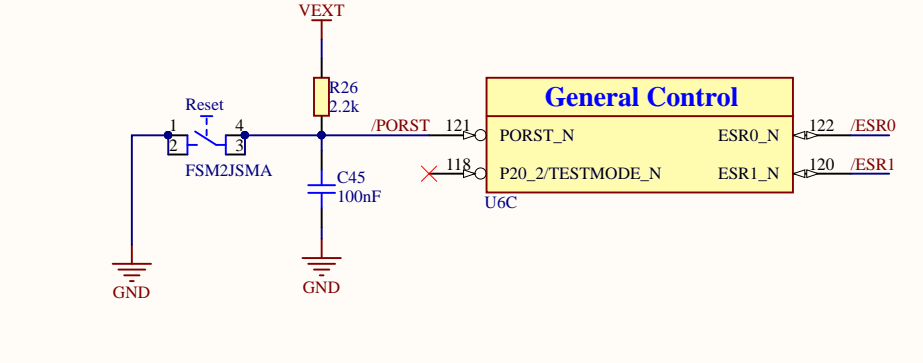 VEXT
R26
2.2k
General Control
Reset
1
2
4
3
FSM2JSMA
/PORST
121
PORST_N
ESR0_N
122
/ESR0
118
P20_2/TESTMODE_N
ESR1_N
120
/ESR1
U6C
C45
100nF
GND
GND